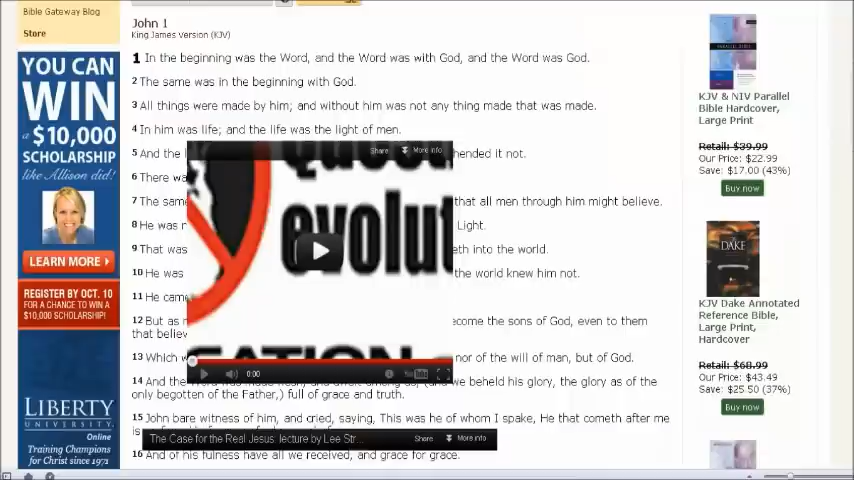 Bible Gateway Blog
Store
YOU CAN
WIN
a $10,000
SCHOLARSHIP
like Allison did!
LEARN MORE
REGISTER BY OCT. 10
FOR A CHANCE TO WIN A
$10,000 SCHOLARSHIP!
LIBERTY
UNIVERSITY
Online
Training Champions
for Christ since 1971
John 1
King James Version (KJV)
1 In the beginning was the Word, and the Word was with God, and the Word was God.
2 The same was in the beginning with God.
3 All things were made by him; and without him was not any thing made that was made.
4 In him was life; and the life was the light of men.
5 And the
hended it not.
6 There
7 The same
that all men through him might believe.
8 He was
Light.
9 That was
eth into the world.
10 He was
the world knew him not.
11 He came
12 But as
ecome the sons of God, even to them
that believ
13 Which
nor of the will of man, but of God.
14 And the Word was made
we beheld his glory, the glory as of the
only begotten of the Father,) full of grace and truth.
15 John bare witness of him, and cried, saying, This was he of whom I spake, He that cometh after me
16 And of his fulness have all we received, and grace for grace.
Share More info
evolut
0:00
The Case for the Real Jesus: lecture by Lee Str...
Share More info
PARALLEL BIBLE
KJV & NIV Parallel
Bible Hardcover,
Large Print
Retail: $39.99
Our Price: $22.99
Save: $17.00 (43%)
Buy now
DAKE
KJV Dake Annotated
Reference Bible,
Large Print,
Hardcover
Retail: $68.99
Our Price: $43.49
Save: $25.50 (37%)
Buy now